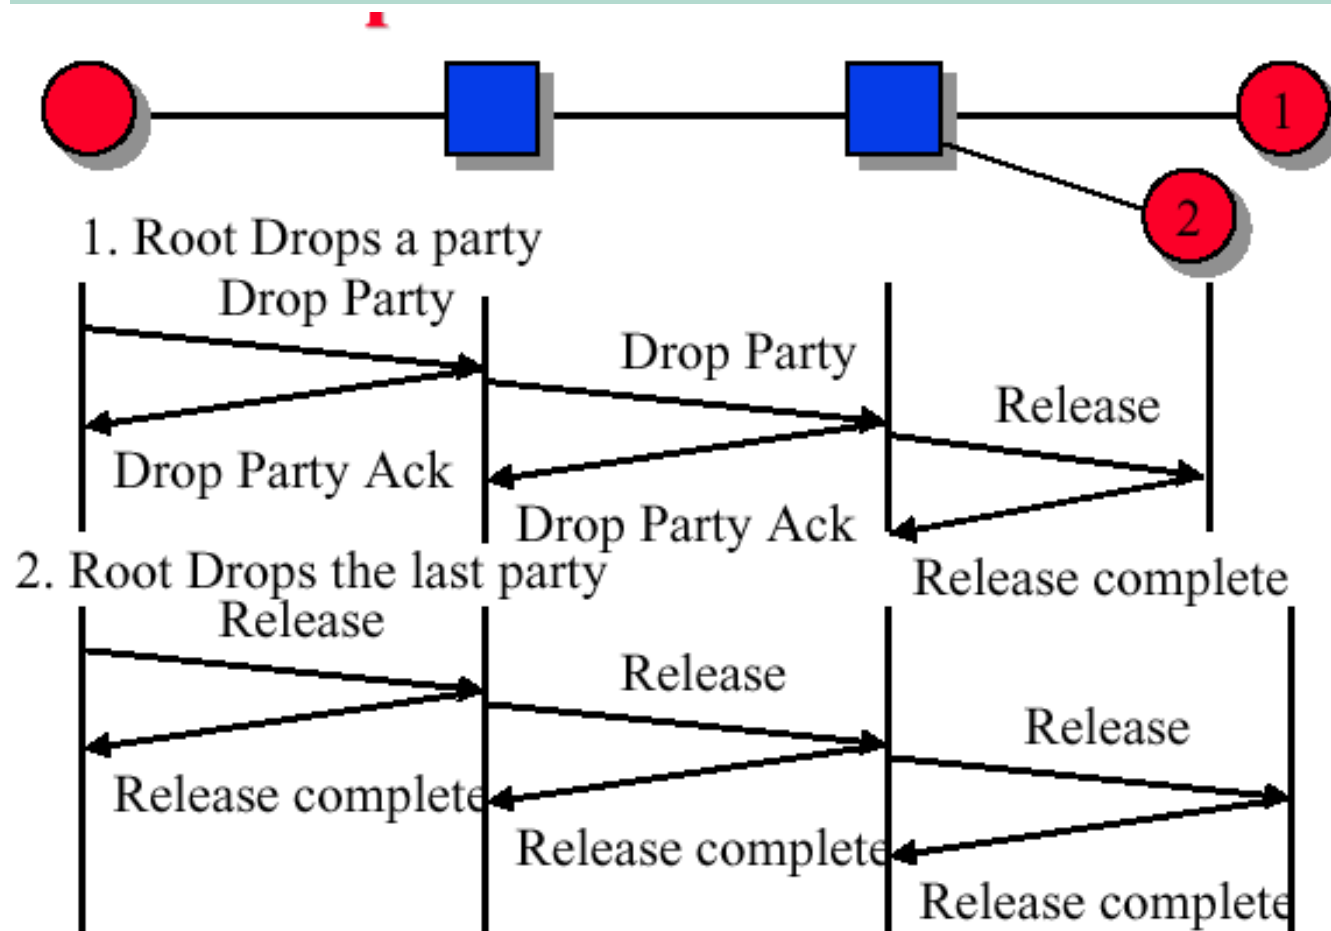 1
2
1. Root Drops a party
Drop Party
Drop Party
Release
Drop Party Ack
Drop Party Ack
Release complete
2. Root Drops the last party
Release
Release
Release
Release complete
Release complete
Release complete